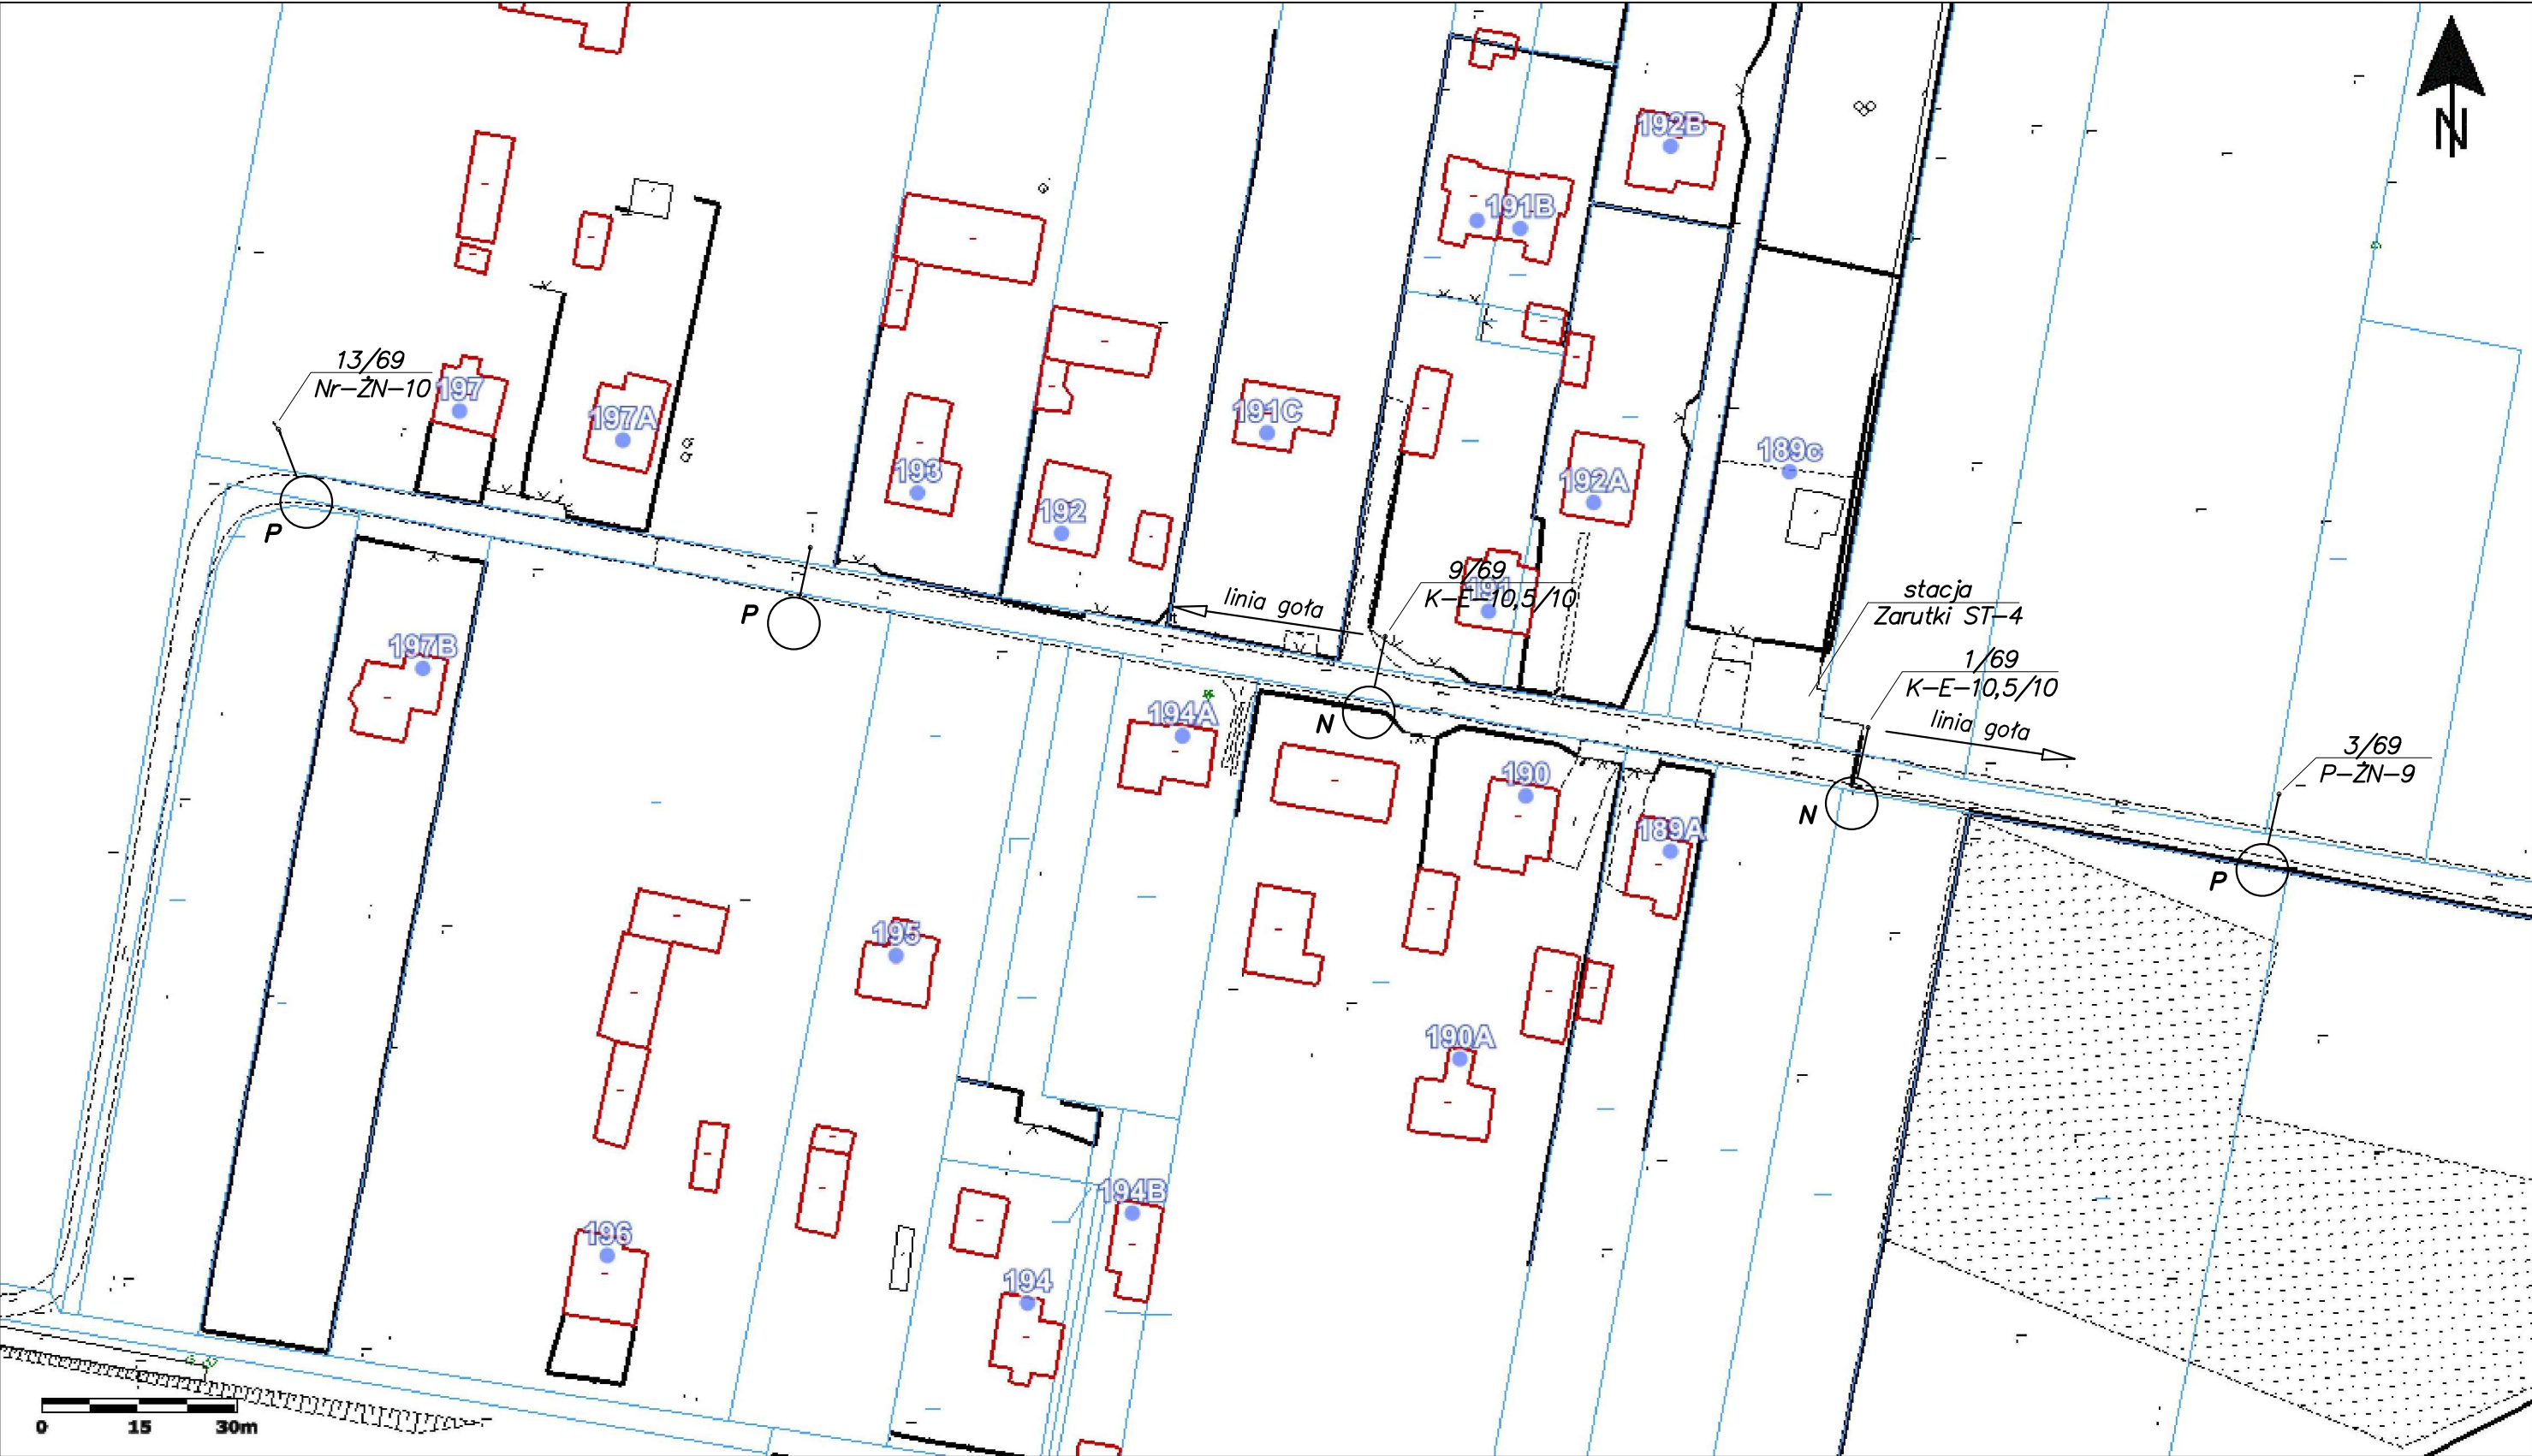 N
192B
191B
13/69
Nr-ŻN-10
197
197A
191C
189c
193
192A
192
P
9/69
K-E-10,5/10
191
linia goła
stacja
Zarutki ST-4
P
197B
1/69
K-E-10,5/10
194A
N
linia goła
3/69
P-ŻN-9
190
N
189A
P
195
190A
194B
196
194
0 15 30m